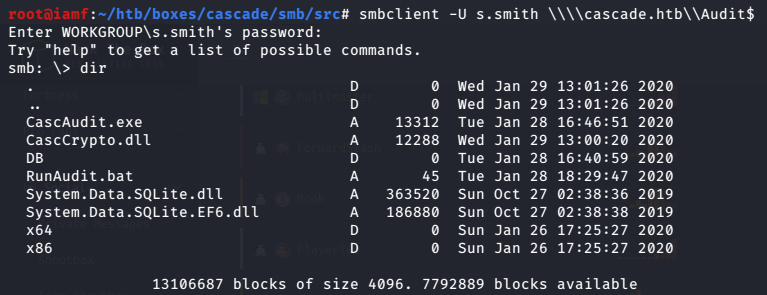 root@iamf:~/htb/boxes/cascade/smb/src# smbclient -U s.smith \\\\cascade.htb\\Audit$
Enter WORKGROUP\s.smith's password:
Try "help" to get a list of possible commands.
smb: \> dir
  .                                   D        0  Wed Jan 29 13:01:26 2020
  ..                                  D        0  Wed Jan 29 13:01:26 2020
  CascAudit.exe                       A    13312  Tue Jan 28 16:46:51 2020
  CascCrypto.dll                      A    12288  Wed Jan 29 13:00:20 2020
  DB                                  D        0  Tue Jan 28 16:40:59 2020
  RunAudit.bat                        A       45  Tue Jan 28 18:29:47 2020
  System.Data.SQLite.dll              A   363520  Sun Oct 27 02:38:36 2019
  System.Data.SQLite.EF6.dll          A   186880  Sun Oct 27 02:38:38 2019
  x64                                 D        0  Sun Jan 26 17:25:27 2020
  x86                                 D        0  Sun Jan 26 17:25:27 2020
                13106687 blocks of size 4096. 7792889 blocks available